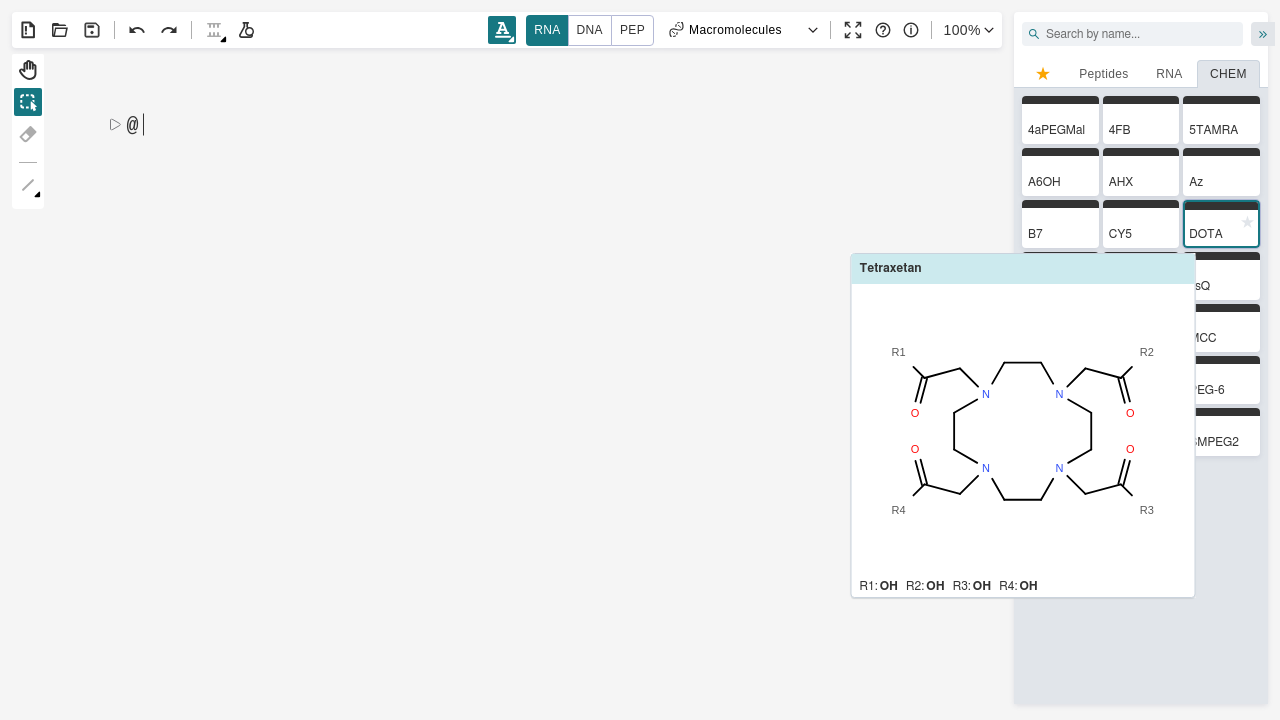 A RNA DNA PEP Macromolecules 100%
Search by name...
Peptides RNA CHEM
4aPEGMal 4FB 5TAMRA
@
A6OH AHX Az
B7 CY5 DOTA
Tetraxetan
sQ
MCC
PEG-6
SMPEG2
R1 R2
N N
O O
O O
N N
R4 R3
R1: OH R2: OH R3: OH R4: OH